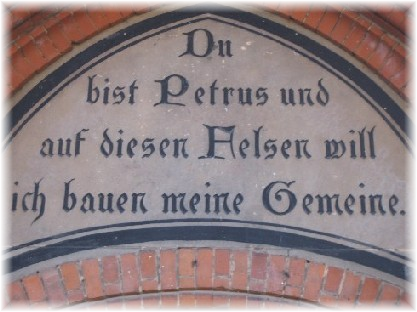 Du
bist Petrus und
auf diesen Felsen will
ich bauen meine Gemeine.